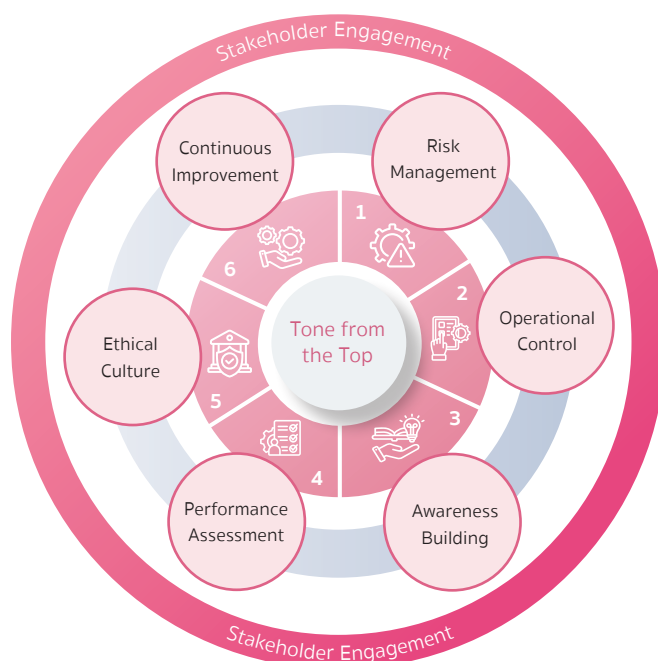 Stakeholder Engagement
Continuous
Improvement
Risk
Management
1
6
2
Operational
Control
Tone from
the Top
Ethical
Culture
5
3
4
Performance
Assessment
Awareness
Building
Stakeholder Engagement